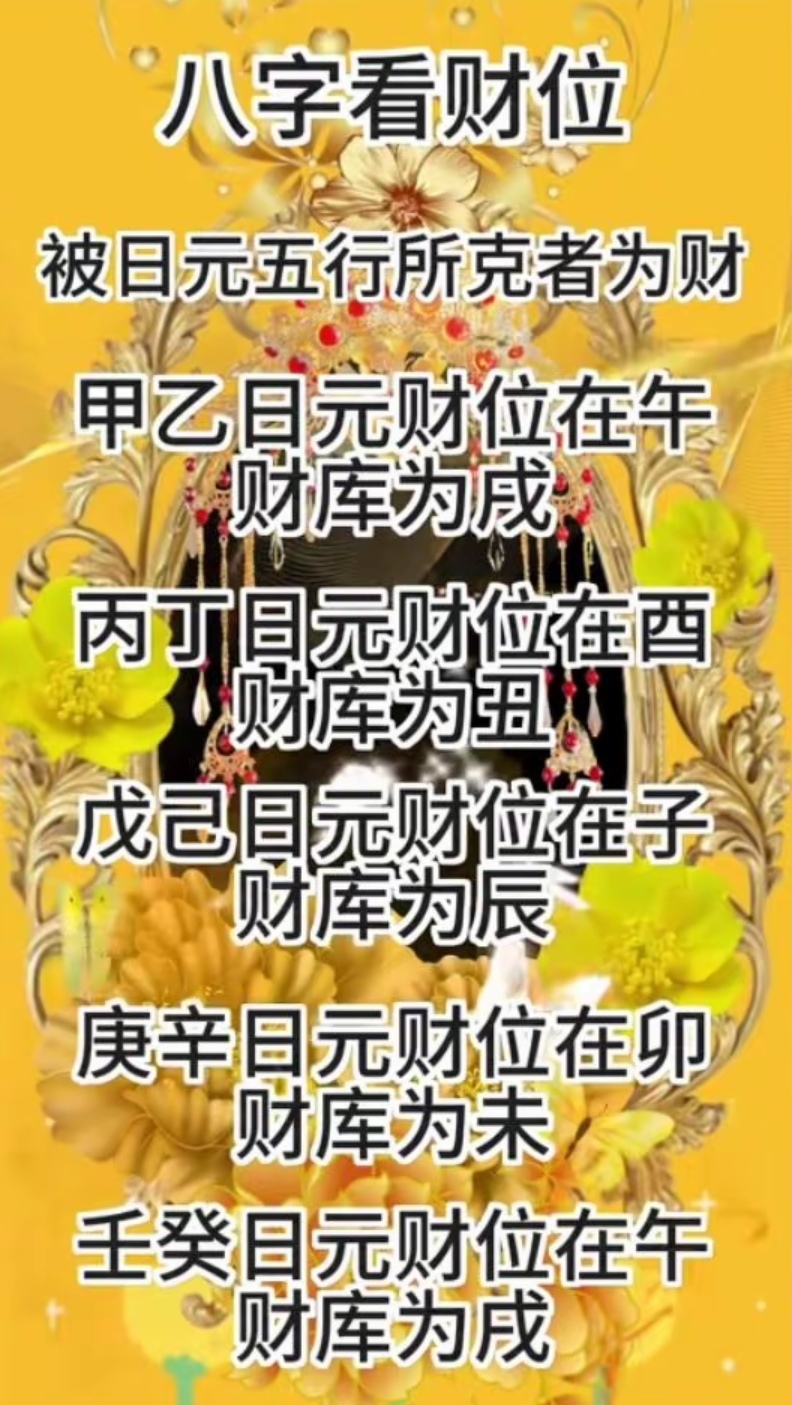 八字看财位
被日元五行所克者为财
甲乙日元财位在午
财库为戌
丙丁日元财位在酉
财库为丑
戊己日元财位在子
财库为辰
庚辛日元财位在卯
财库为未
壬癸日元财位在午
财库为戌